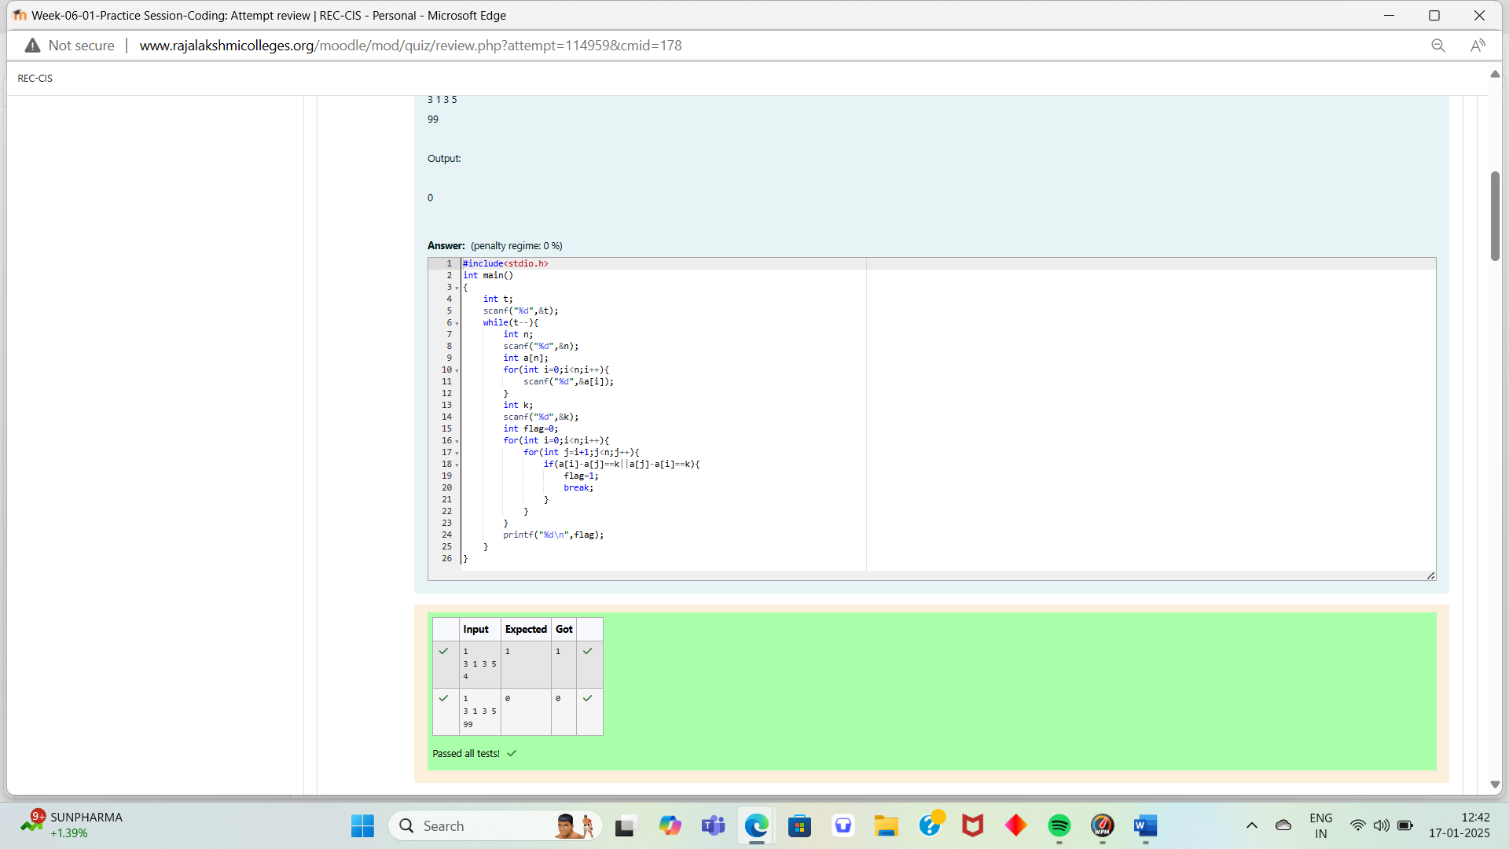 Week-06-01-Practice Session-Coding: Attempt review | REC-CIS - Personal - Microsoft Edge
Not secure | www.rajalakshmicolleges.org/moodle/mod/quiz/review.php?attempt=114959&cmid=178
REC-CIS
3 1 3 5
99
Output:
0
Answer: (penalty regime: 0 %)
1 #include<stdio.h>
2 int main()
3 {
4 int t;
5 scanf("%d",&t);
6 while(t--){
7 int n;
8 scanf("%d",&n);
9 int a[n];
10 for(int i=0;i<n;i++){
11 scanf("%d",&a[i]);
12 }
13 int k;
14 scanf("%d",&k);
15 int flag=0;
16 for(int i=0;i<n;i++){
17 for(int j=i+1;j<n;j++){
18 if(a[i]-a[j]==k||a[j]-a[i]==k){
19 flag=1;
20 break;
21 }
22 }
23 }
24 printf("%d\n",flag);
25 }
26 }
Input Expected Got
1 1 1
3 1 3 5
4
1 0 0
3 1 3 5
99
Passed all tests!
9+ SUNPHARMA
+1.39%
Search
ENG
IN
12:42
17-01-2025